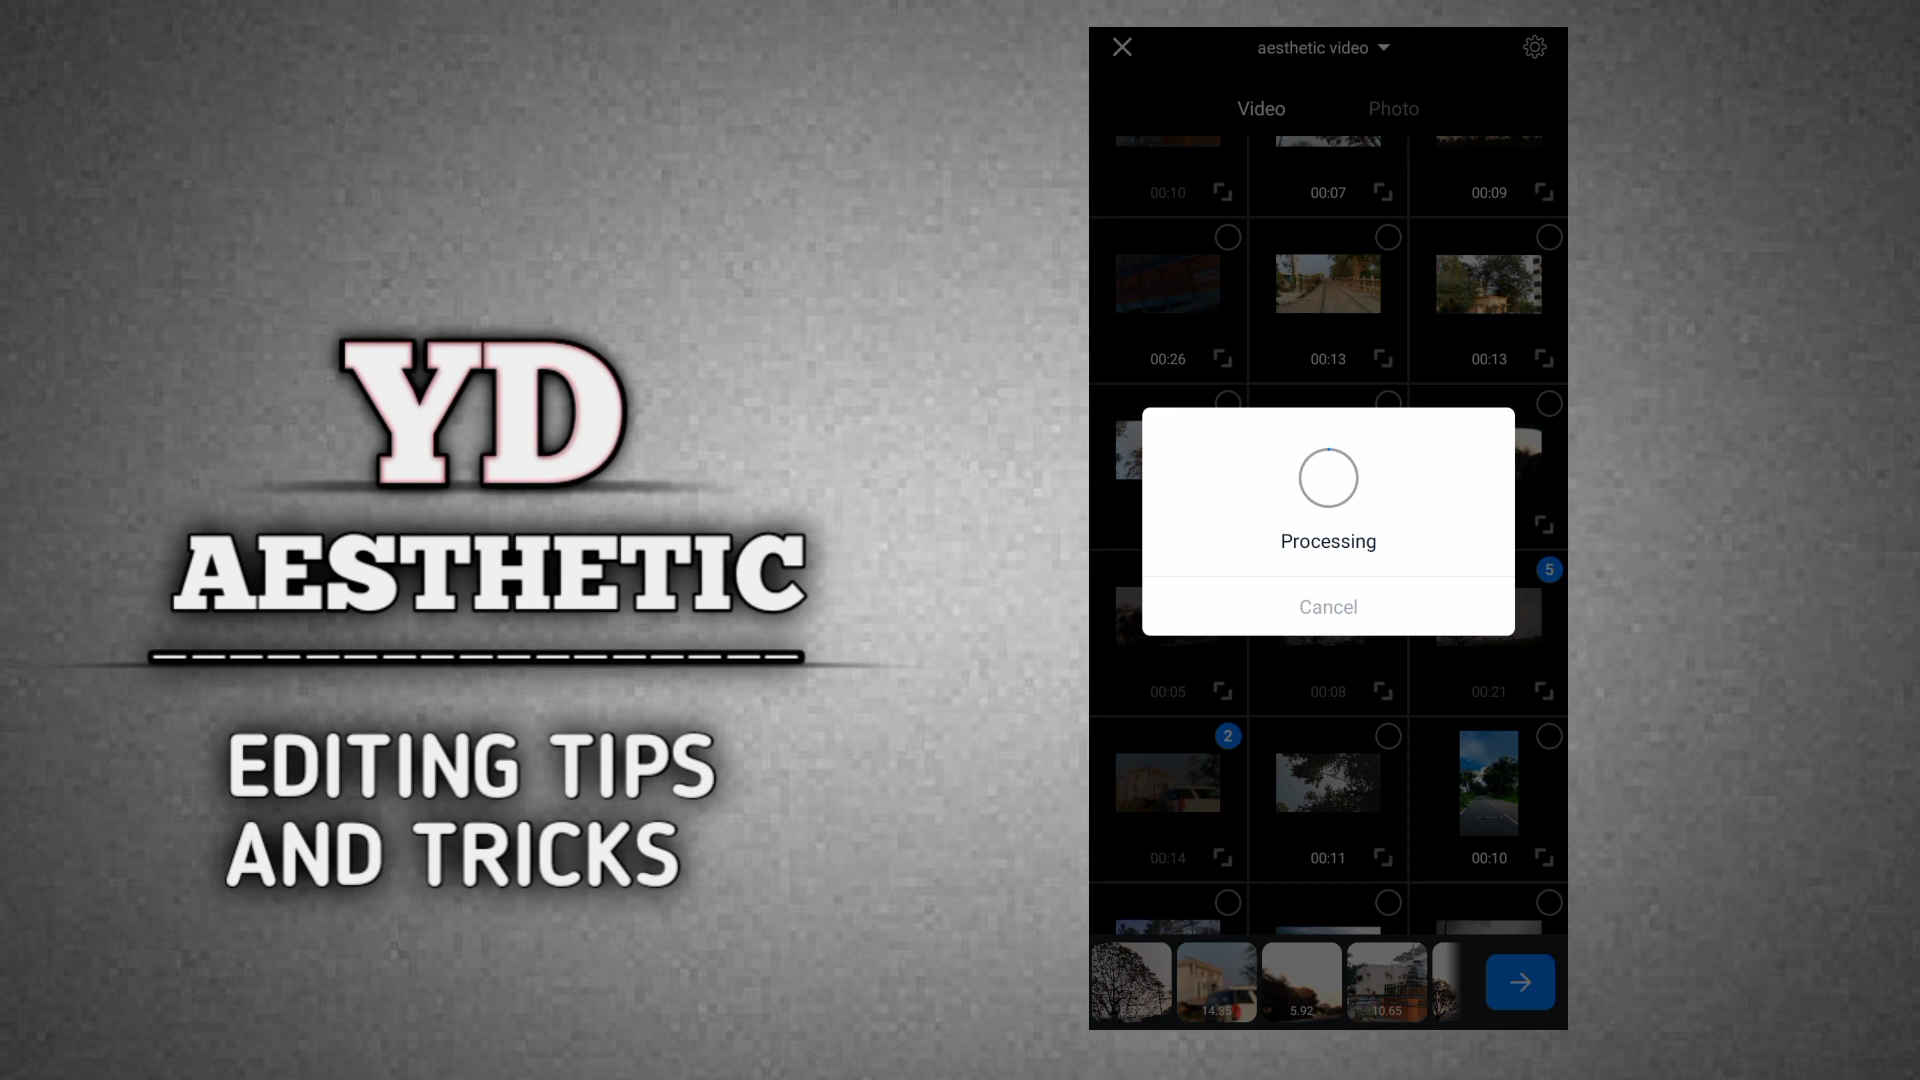 YD
AESTHETIC
EDITING TIPS
AND TRICKS
aesthetic video
Video
Photo
00:10
00:07
00:09
00:26
00:13
00:13
5
Processing
Cancel
00:05
00:08
00:21
2
00:14
00:11
00:10
14.35
5.92
10.65